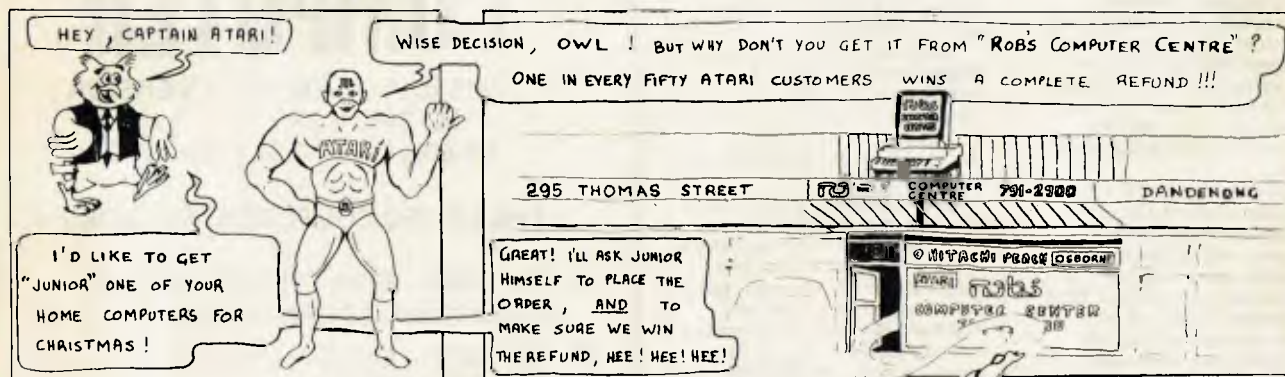 HEY, CAPTAIN ATARI!
ATARI
I'D LIKE TO GET
"JUNIOR" ONE OF YOUR
HOME COMPUTERS FOR
CHRISTMAS!
WISE DECISION, OWL! BUT WHY DON'T YOU GET IT FROM "ROB'S COMPUTER CENTRE"?
ONE IN EVERY FIFTY ATARI CUSTOMERS WINS A COMPLETE REFUND!!!
295 THOMAS STREET
COMPUTER
CENTRE
791-2900
DANDENONG
GREAT! I'LL ASK JUNIOR
HIMSELF TO PLACE THE
ORDER, AND TO
MAKE SURE WE WIN
THE REFUND, HEE! HEE! HEE!
HITACHI PEACH OSBORNE
ATARI Rob's
COMPUTER CENTER